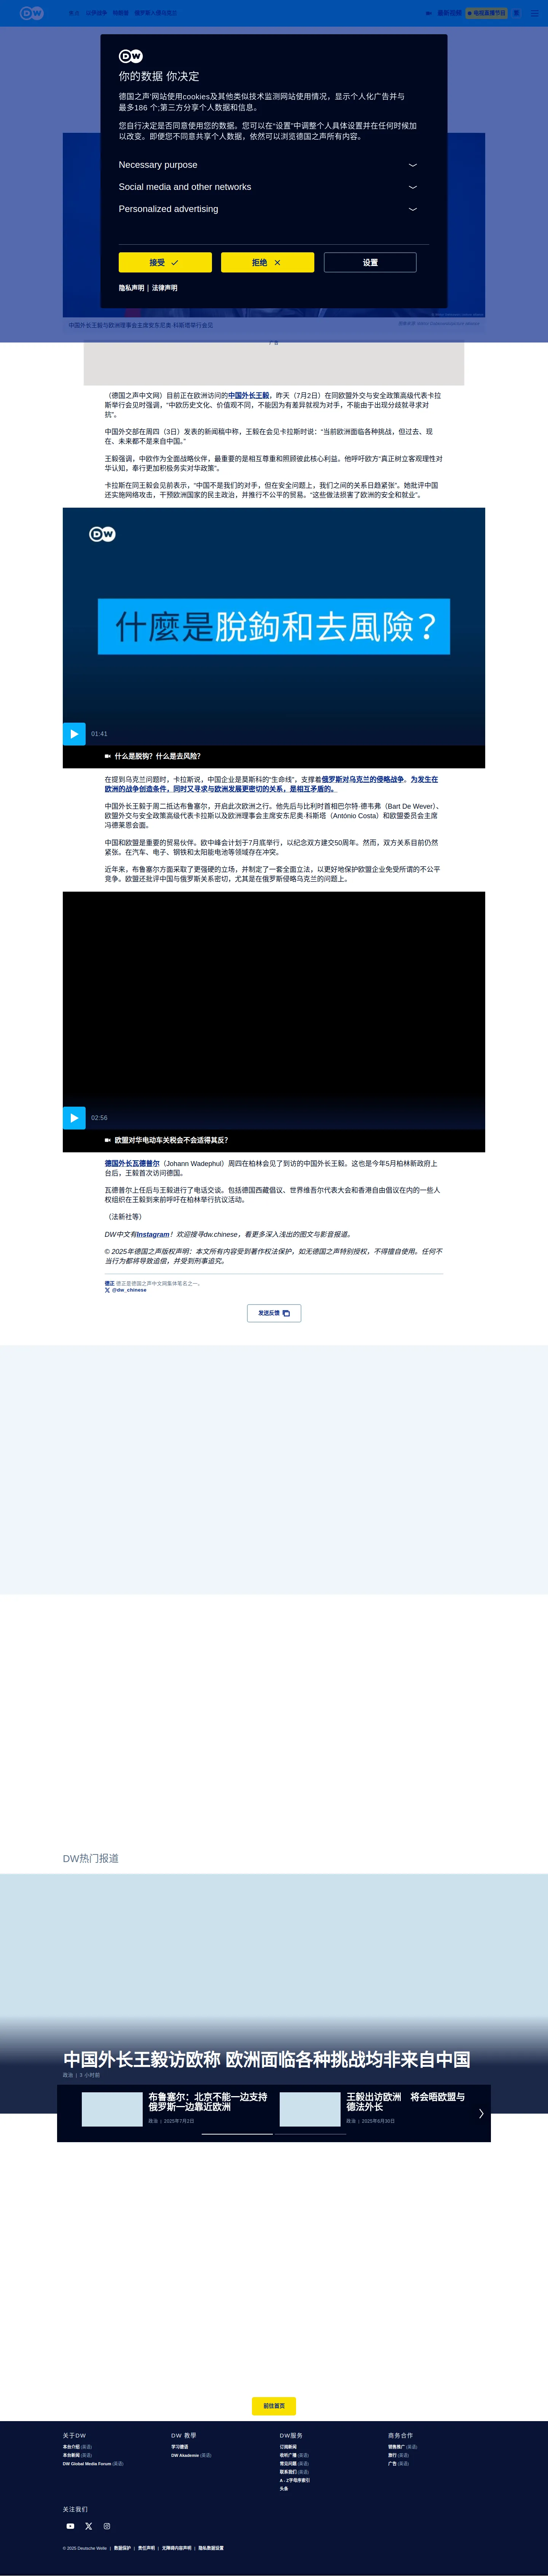 DW
最新视频
DW
你的数据 你决定
德国之声'网站使用cookies及其他类似技术监测网站使用情况，显示个人化广告并与
最多186 个;第三方分享个人数据和信息。
您自行决定是否同意使用您的数据。您可以在"设置"中调整个人具体设置并在任何时候加
以改变。即便您不同意共享个人数据，依然可以浏览德国之声所有内容。
Necessary purpose
Social media and other networks
Personalized advertising
接受
拒绝
设置
隐私声明 | 法律声明
中国外长王毅与欧洲理事会主席安东尼奥·科斯塔举行会见
广告
（德国之声中文网）目前正在欧洲访问的中国外长王毅，昨天（7月2日）在同欧盟外交与安全政策高级代表卡拉
斯举行会见时强调，"中欧历史文化、价值观不同，不能因为有差异就视为对手，不能由于出现分歧就寻求对
抗"。
中国外交部在周四（3日）发表的新闻稿中称，王毅在会见卡拉斯时说："当前欧洲面临各种挑战，但过去、现
在、未来都不是来自中国。"
王毅强调，中欧作为全面战略伙伴，最重要的是相互尊重和照顾彼此核心利益。他呼吁欧方"真正树立客观理性对
华认知，奉行更加积极务实对华政策"。
卡拉斯在同王毅会见前表示，"中国不是我们的对手，但在安全问题上，我们之间的关系日趋紧张"。她批评中国
还实施网络攻击，干预欧洲国家的民主政治，并推行不公平的贸易。"这些做法损害了欧洲的安全和就业"。
DW
什麼是脫鉤和去風險？
01:41
什么是脱钩？什么是去风险？
在提到乌克兰问题时，卡拉斯说，中国企业是莫斯科的"生命线"，支撑着俄罗斯对乌克兰的侵略战争。为发生在
欧洲的战争创造条件，同时又寻求与欧洲发展更密切的关系，是相互矛盾的。
中国外长王毅于周二抵达布鲁塞尔，开启此次欧洲之行。他先后与比利时首相巴尔特·德韦弗（Bart De Wever）、
欧盟外交与安全政策高级代表卡拉斯以及欧洲理事会主席安东尼奥·科斯塔（António Costa）和欧盟委员会主席
冯德莱恩会面。
中国和欧盟是重要的贸易伙伴。欧中峰会计划于7月底举行，以纪念双方建交50周年。然而，双方关系目前仍然
紧张。在汽车、电子、钢铁和太阳能电池等领域存在冲突。
近年来，布鲁塞尔方面采取了更强硬的立场，并制定了一套全面立法，以更好地保护欧盟企业免受所谓的不公平
竞争。欧盟还批评中国与俄罗斯关系密切，尤其是在俄罗斯侵略乌克兰的问题上。
02:56
欧盟对华电动车关税会不会适得其反？
德国外长瓦德普尔（Johann Wadephul）周四在柏林会见了到访的中国外长王毅。这也是今年5月柏林新政府上
台后，王毅首次访问德国。
瓦德普尔上任后与王毅进行了电话交谈。包括德国西藏倡议、世界维吾尔代表大会和香港自由倡议在内的一些人
权组织在王毅到来前呼吁在柏林举行抗议活动。
（法新社等）
DW中文有Instagram！欢迎搜寻dw.chinese，看更多深入浅出的图文与影音报道。
© 2025年德国之声版权声明：本文所有内容受到著作权法保护，如无德国之声特别授权，不得擅自使用。任何不
当行为都将导致追偿，并受到刑事追究。
德正 德正是德国之声中文网集体笔名之一。
@dw_chinese
发送反馈
DW热门报道
中国外长王毅访欧称 欧洲面临各种挑战均非来自中国
政治 | 3 小时前
布鲁塞尔：北京不能一边支持
俄罗斯一边靠近欧洲
政治 | 2025年7月2日
王毅出访欧洲　将会晤欧盟与
德法外长
政治 | 2025年6月30日
前往首页
关于DW
本台介绍 (英语)
本台新闻 (英语)
DW Global Media Forum (英语)
DW 教學
学习德语
DW Akademie (英语)
DW服务
订阅新闻
收听广播 (英语)
常见问题 (英语)
联系我们 (英语)
A - Z字母序索引
头条
商务合作
销售推广 (英语)
旅行 (英语)
广告 (英语)
关注我们
© 2025 Deutsche Welle | 数据保护 | 责任声明 | 无障碍内容声明 | 隐私数据设置